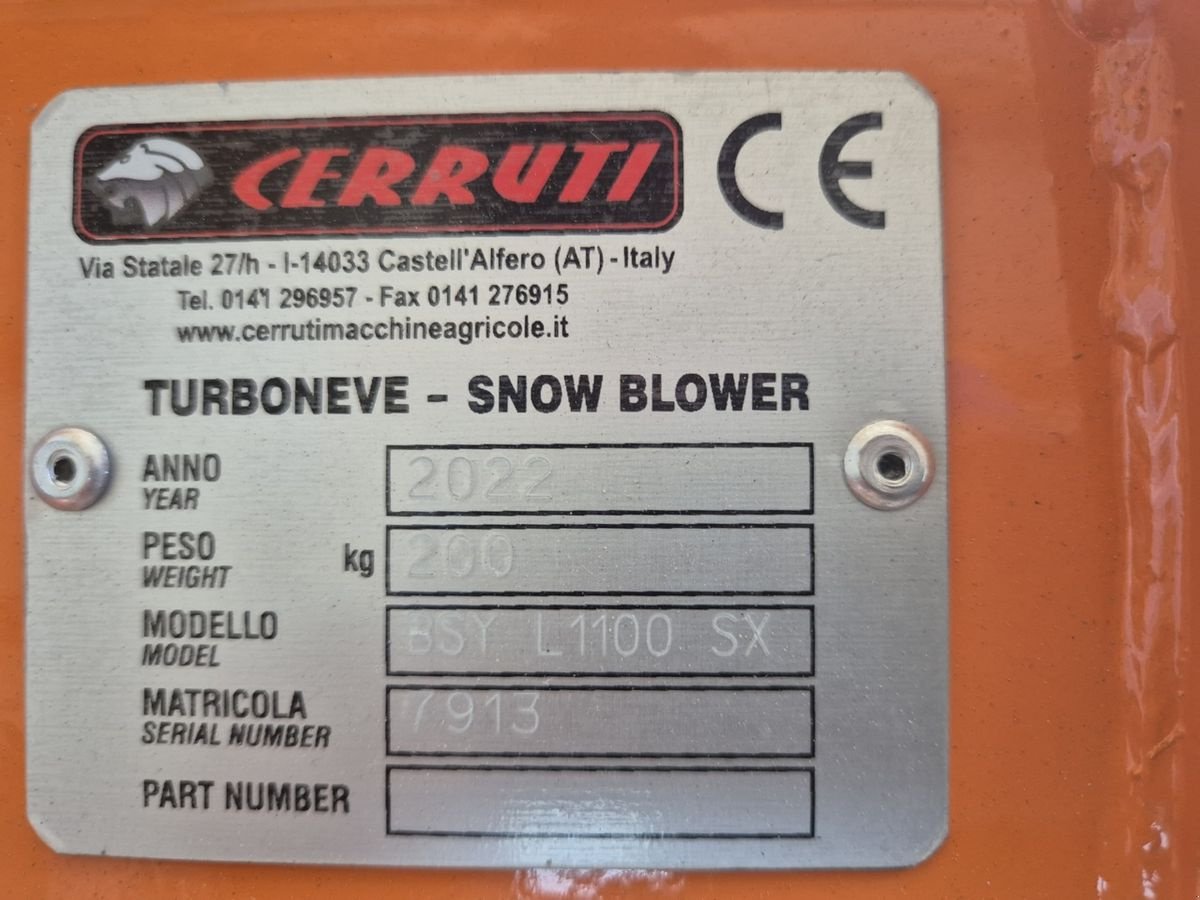 CERRUTI CE
Via Statale 27/h - I-14033 Castell'Alfero (AT) - Italy
Tel. 0141 296957 - Fax 0141 276915
www.cerrutimacchineagricole.it
TURBONEVE - SNOW BLOWER
ANNO 2022
YEAR
PESO kg 200
WEIGHT
MODELLO BSY L1100 SX
MODEL
MATRICOLA 7913
SERIAL NUMBER
PART NUMBER